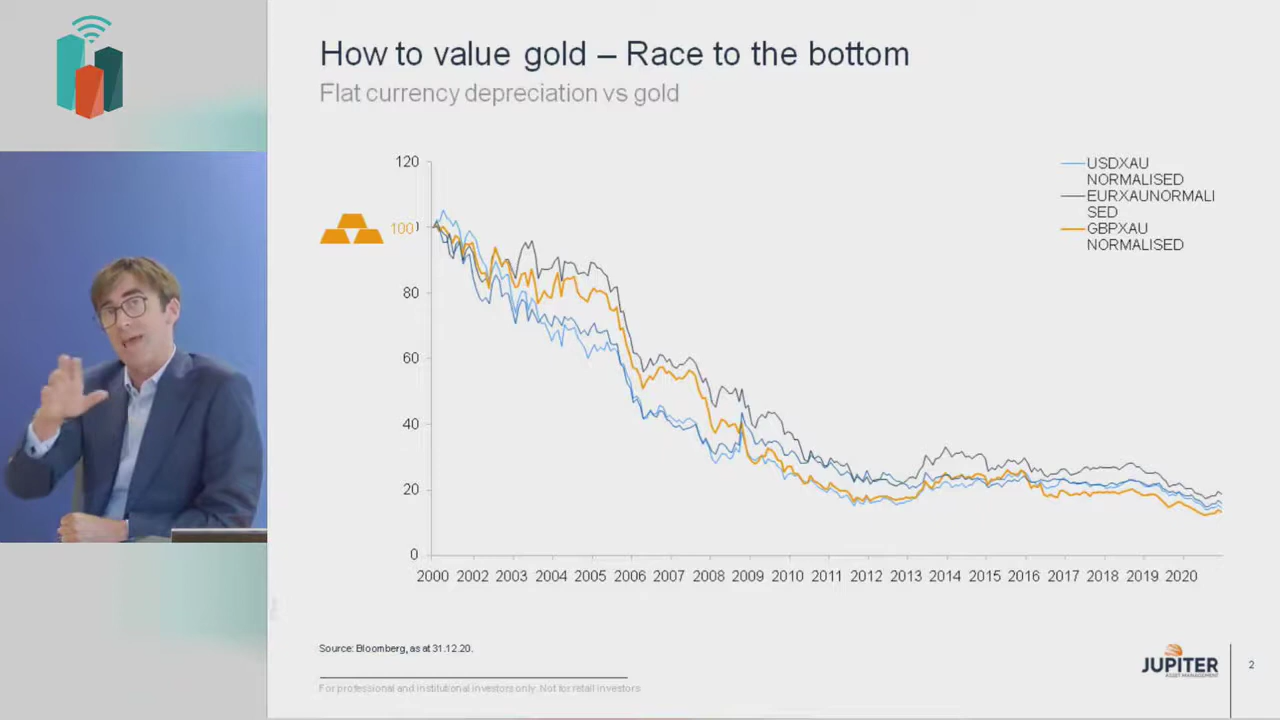 How to value gold – Race to the bottom
Flat currency depreciation vs gold
120
100
80
60
40
20
0
USDXAU
NORMALISED
EURXAUNORMALI
SED
GBPXAU
NORMALISED
2000 2002 2003 2004 2005 2006 2007 2008 2009 2010 2011 2012 2013 2014 2015 2016 2017 2018 2019 2020
Source: Bloomberg, as at 31.12.20.
For professional and institutional investors only. Not for retail investors
JUPITER
ASSET MANAGEMENT
2